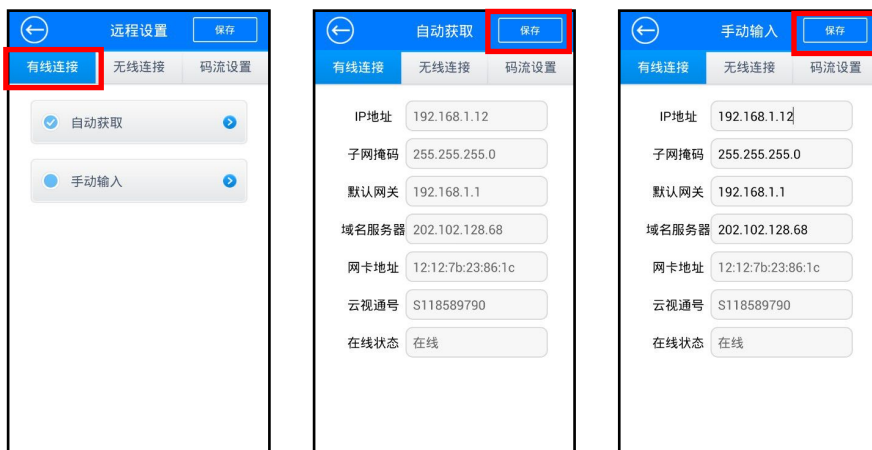 远程设置 保存
有线连接 无线连接 码流设置
自动获取
手动输入
自动获取 保存
有线连接 无线连接 码流设置
IP地址 192.168.1.12
子网掩码 255.255.255.0
默认网关 192.168.1.1
域名服务器 202.102.128.68
网卡地址 12:12:7b:23:86:1c
云视通号 S118589790
在线状态 在线
手动输入 保存
有线连接 无线连接 码流设置
IP地址 192.168.1.12
子网掩码 255.255.255.0
默认网关 192.168.1.1
域名服务器 202.102.128.68
网卡地址 12:12:7b:23:86:1c
云视通号 S118589790
在线状态 在线